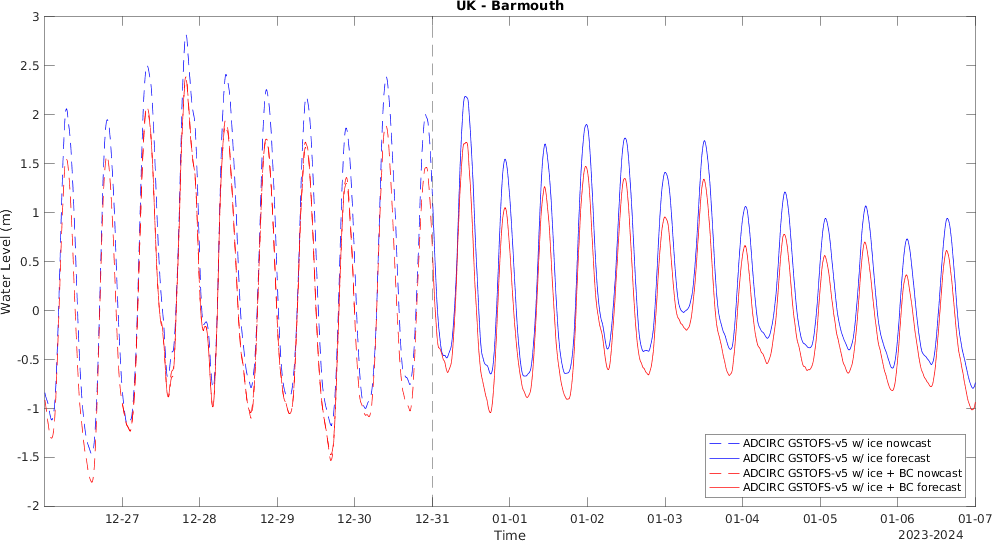 UK - Barmouth
3
2.5
2
1.5
1
0.5
0
-0.5
-1
-1.5
-2
Water Level (m)
ADCIRC GSTOFS-v5 w/ ice nowcast
ADCIRC GSTOFS-v5 w/ ice forecast
ADCIRC GSTOFS-v5 w/ ice + BC nowcast
ADCIRC GSTOFS-v5 w/ ice + BC forecast
12-27 12-28 12-29 12-30 12-31 01-01 01-02 01-03 01-04 01-05 01-06 01-07
Time
2023-2024